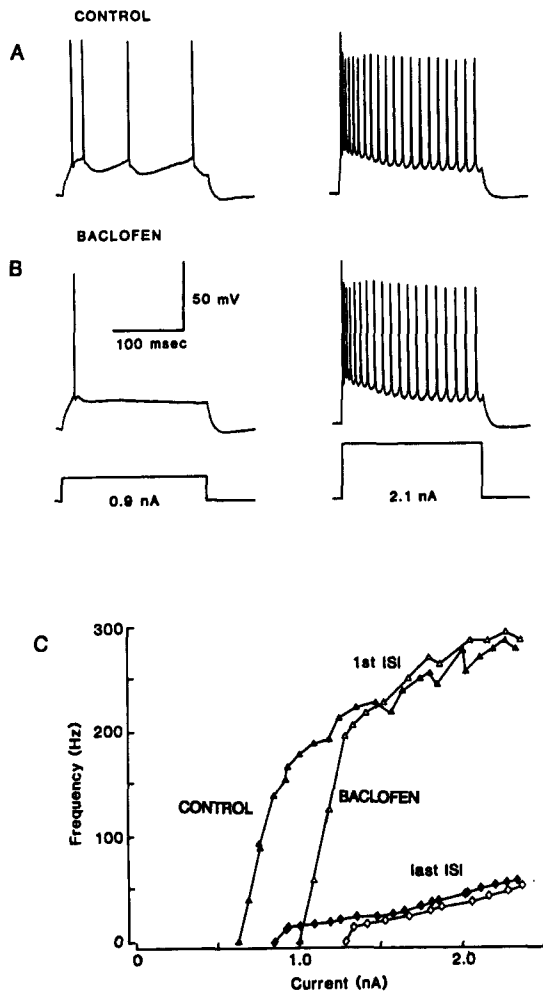 CONTROL
A
BACLOFEN
B
50 mV
100 msec
0.9 nA
2.1 nA
C
300
1st ISI
200
CONTROL
BACLOFEN
100
last ISI
0
Frequency (Hz)
0
1.0
2.0
Current (nA)